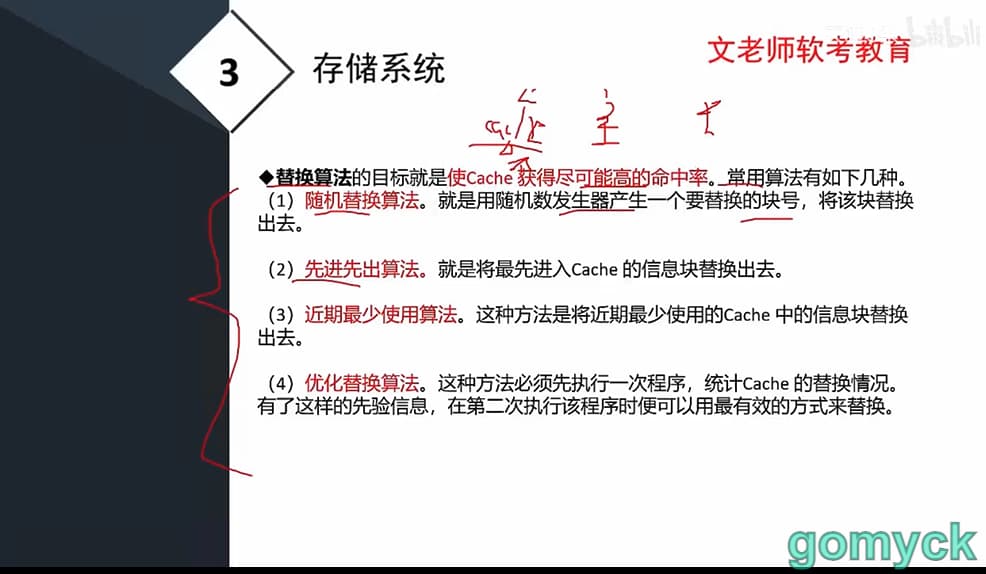 3
存储系统
文老师软考教育
bilibili
◆替换算法的目标就是使Cache 获得尽可能高的命中率。常用算法有如下几种。
（1）随机替换算法。就是用随机数发生器产生一个要替换的块号，将该块替换
出去。
（2）先进先出算法。就是将最先进入Cache 的信息块替换出去。
（3）近期最少使用算法。这种方法是将近期最少使用的Cache 中的信息块替换
出去。
（4）优化替换算法。这种方法必须先执行一次程序，统计Cache 的替换情况。
有了这样的先验信息，在第二次执行该程序时便可以用最有效的方式来替换。
gomyck